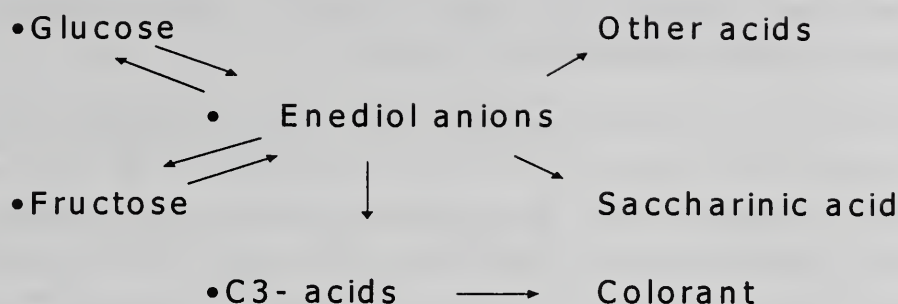 •Glucose Other acids
• Enediol anions
•Fructose Saccharinic acid
•C3- acids Colorant